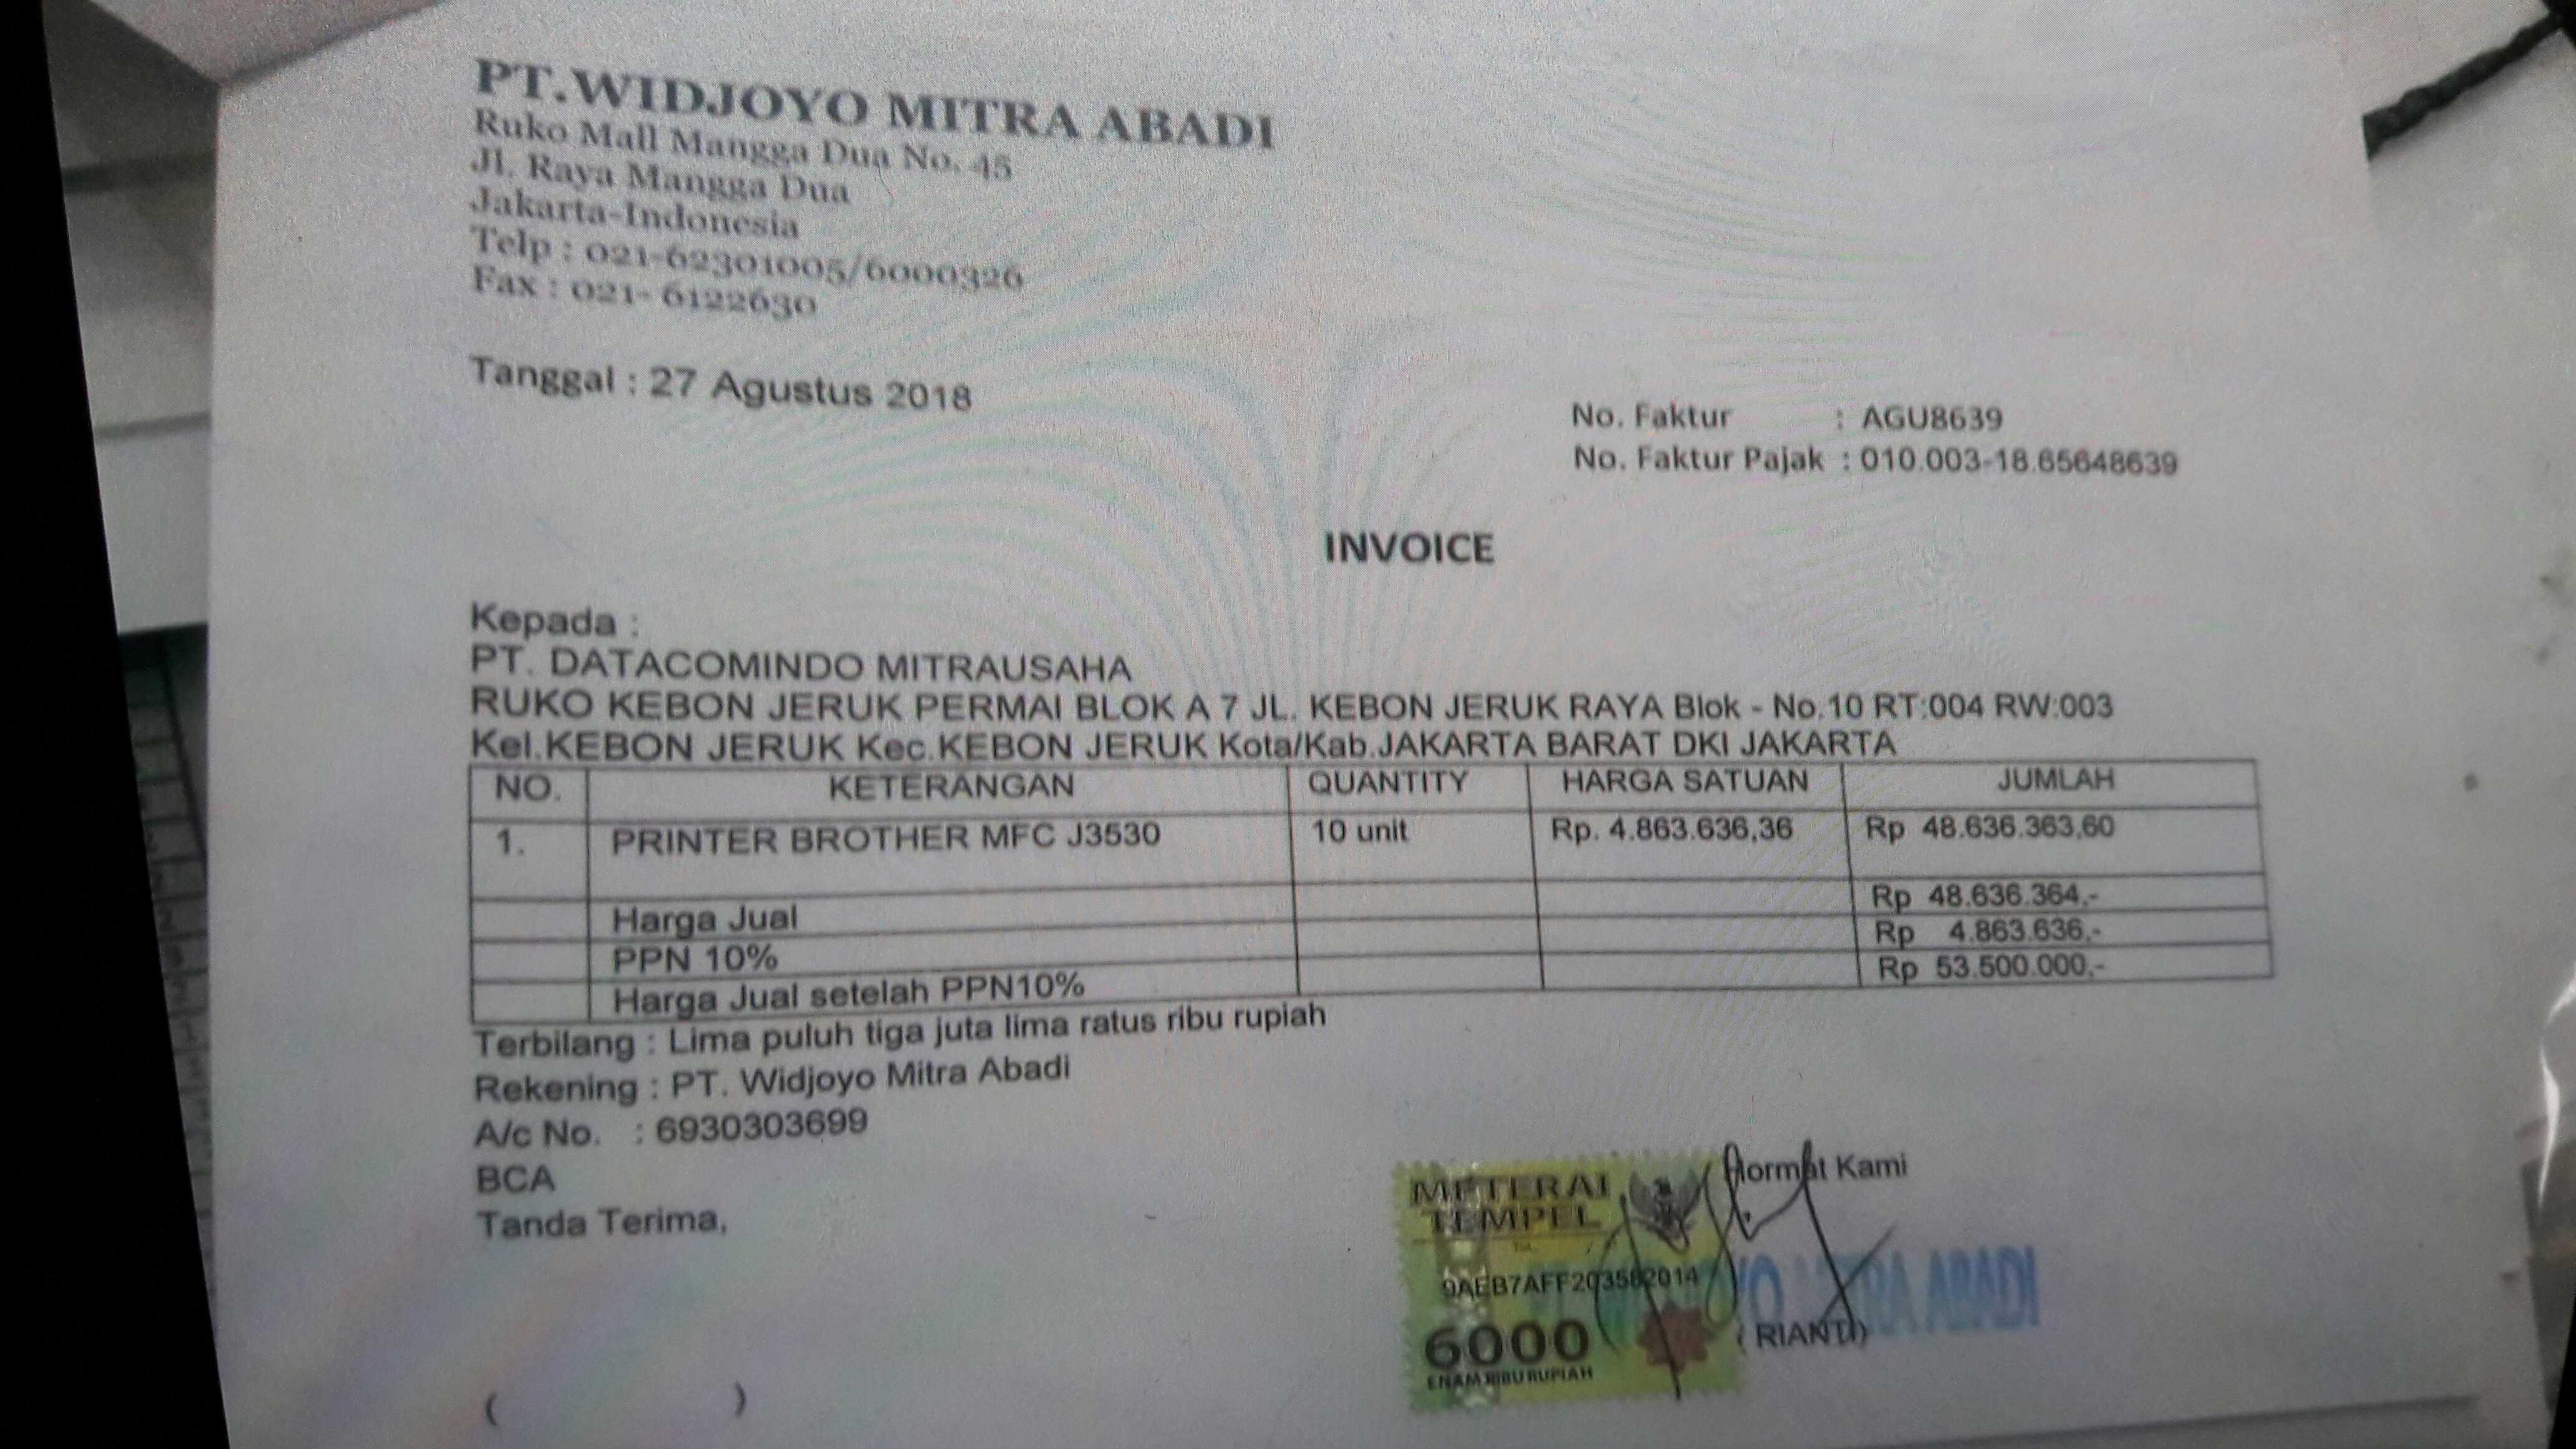 PT.WIDJOYO MITRA ABADI
Ruko Mall Mangga Dua No. 45
Jl. Raya Mangga Dua
Jakarta-Indonesia
Telp : 021-62301005/6000326
Fax : 021- 6122630
Tanggal : 27 Agustus 2018
No. Faktur : AGU8639
No. Faktur Pajak : 010.003-18.65648639
INVOICE
Kepada :
PT. DATACOMINDO MITRAUSAHA
RUKO KEBON JERUK PERMAI BLOK A 7 JL. KEBON JERUK RAYA Blok - No.10 RT:004 RW:003
Kel.KEBON JERUK Kec.KEBON JERUK Kota/Kab.JAKARTA BARAT DKI JAKARTA
NO. KETERANGAN QUANTITY HARGA SATUAN JUMLAH
1. PRINTER BROTHER MFC J3530 10 unit Rp. 4.863.636,36 Rp 48.636.363,60
Harga Jual Rp 48.636.364,-
PPN 10% Rp 4.863.636,-
Harga Jual setelah PPN10% Rp 53.500.000,-
Terbilang : Lima puluh tiga juta lima ratus ribu rupiah
Rekening : PT. Widjoyo Mitra Abadi
A/c No. : 6930303699
BCA
Tanda Terima,
Hormat Kami
METERAI
TEMPEL
9AEB7AFF203582014
ABADI
6000
ENAM RIBU RUPIAH
( RIANTI)
( )